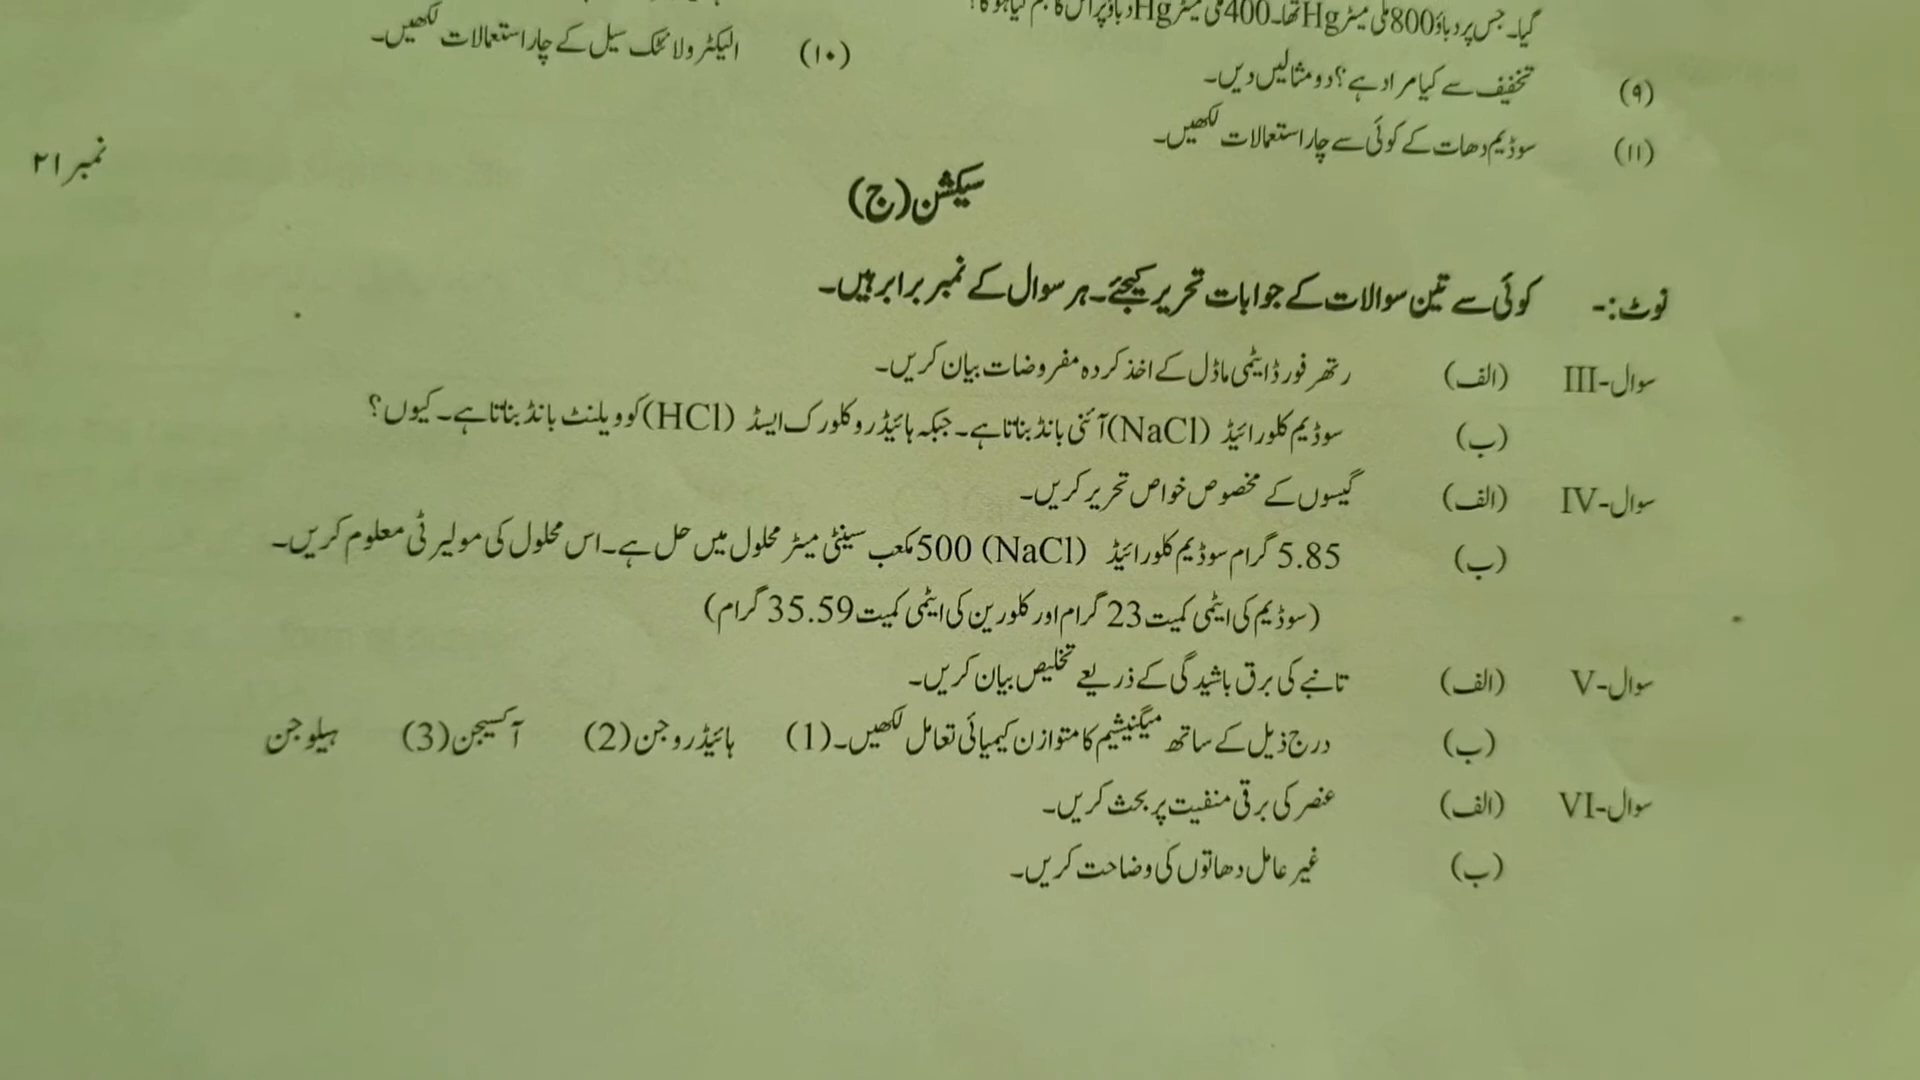 گیا۔ جس پر دباؤ 800 ملی میٹر Hg تھا۔ 400 ملی میٹر Hg دباؤ پر اس کا حجم کیا ہوگا؟
(۹) تخفیف سے کیا مراد ہے؟ دو مثالیں دیں۔ (۱۰) الیکٹرولائٹک سیل کے چار استعمالات لکھیں۔
(۱۱) سوڈیم دھات کے کوئی سے چار استعمالات لکھیں۔
سیکشن (ج) نمبر ۲۱
نوٹ:- کوئی سے تین سوالات کے جوابات تحریر کیجئے۔ ہر سوال کے نمبر برابر ہیں۔
سوال-III (الف) رتھر فورڈ ایٹمی ماڈل کے اخذ کردہ مفروضات بیان کریں۔
(ب) سوڈیم کلورائیڈ (NaCl) آئنی بانڈ بناتا ہے۔ جبکہ ہائیڈروکلورک ایسڈ (HCl) کوویلنٹ بانڈ بناتا ہے۔ کیوں؟
سوال-IV (الف) گیسوں کے مخصوص خواص تحریر کریں۔
(ب) 5.85 گرام سوڈیم کلورائیڈ (NaCl) 500 مکعب سینٹی میٹر محلول میں حل ہے۔ اس محلول کی مولیرٹی معلوم کریں۔
(سوڈیم کی ایٹمی کمیت 23 گرام اور کلورین کی ایٹمی کمیت 35.59 گرام)
سوال-V (الف) تانبے کی برق پاشیدگی کے ذریعے تخلیص بیان کریں۔
(ب) درج ذیل کے ساتھ میگنیشیم کا متوازن کیمیائی تعامل لکھیں۔ (1) ہائیڈروجن (2) آکسیجن (3) ہیلوجن
سوال-VI (الف) عنصر کی برقی منفیت پر بحث کریں۔
(ب) غیر عامل دھاتوں کی وضاحت کریں۔